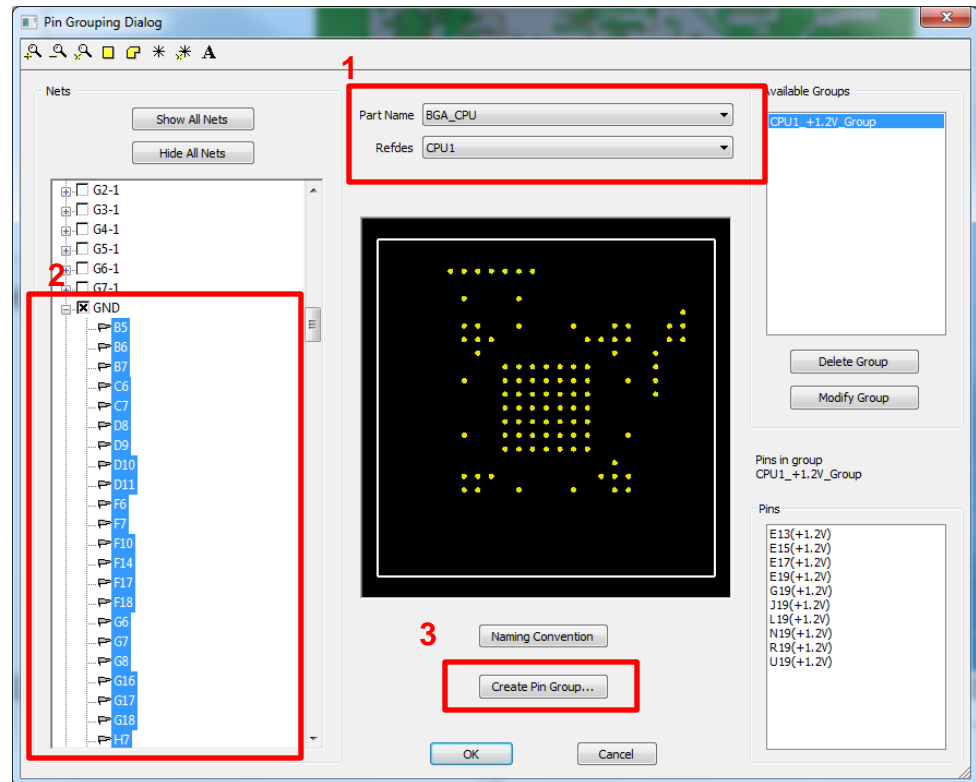 Pin Grouping Dialog
x
A
1
Nets
Show All Nets
Hide All Nets
G2-1
G3-1
G4-1
G5-1
G6-1
G7-1
2
GND
B5
B6
B7
C6
C7
D8
D9
D10
D11
F6
F7
F10
F14
F17
F18
G6
G7
G8
G16
G17
G18
H7
Part Name BGA_CPU
Refdes CPU1
3
Naming Convention
Create Pin Group...
OK
Cancel
Available Groups
CPU1_+1.2V_Group
Delete Group
Modify Group
Pins in group
CPU1_+1.2V_Group
Pins
E13(+1.2V)
E15(+1.2V)
E17(+1.2V)
E19(+1.2V)
G19(+1.2V)
J19(+1.2V)
L19(+1.2V)
N19(+1.2V)
R19(+1.2V)
U19(+1.2V)